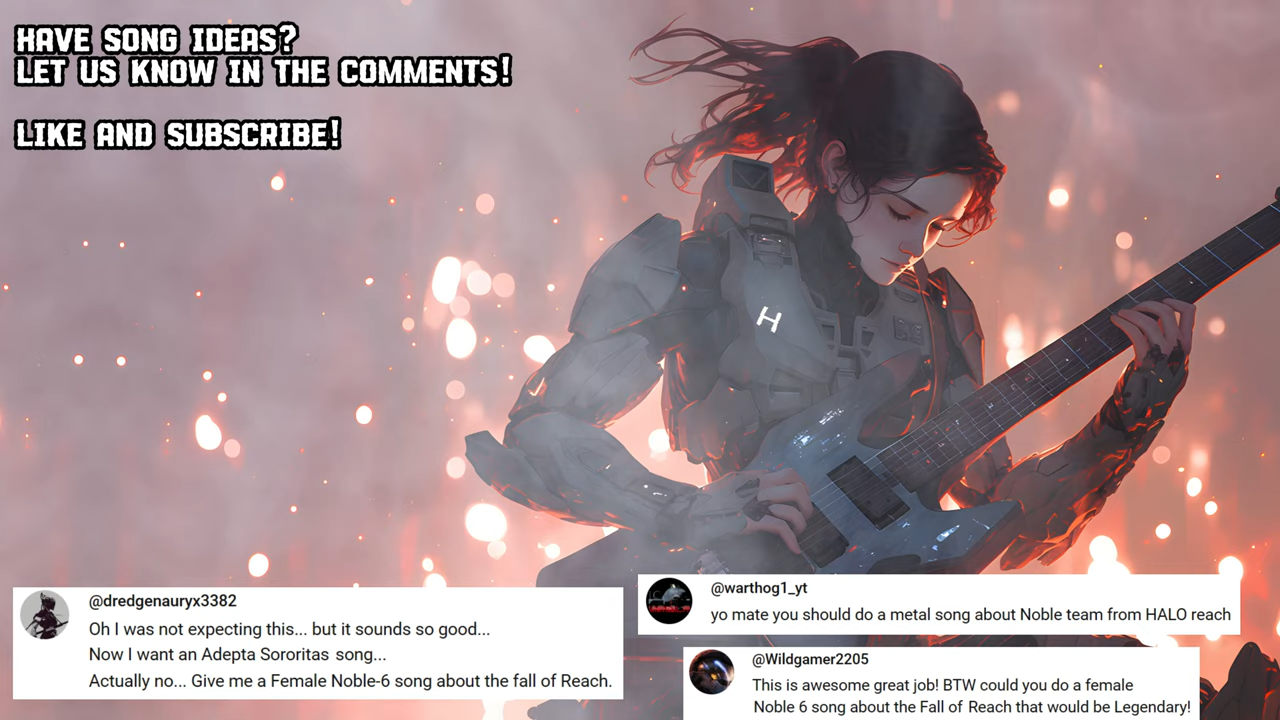 HAVE SONG IDEAS?
LET US KNOW IN THE COMMENTS!
LIKE AND SUBSCRIBE!
H
@dredgenauryx3382
Oh I was not expecting this... but it sounds so good...
Now I want an Adepta Sororitas song...
Actually no... Give me a Female Noble-6 song about the fall of Reach.
@warthog1_yt
yo mate you should do a metal song about Noble team from HALO reach
@Wildgamer2205
This is awesome great job! BTW could you do a female
Noble 6 song about the Fall of Reach that would be Legendary!